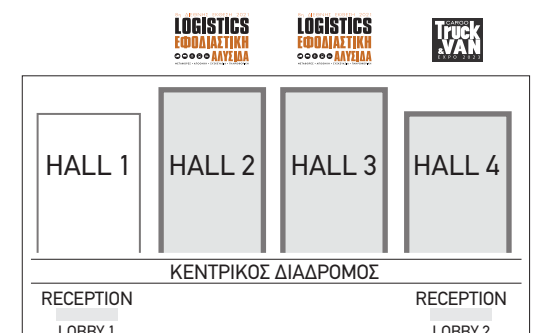 LOGISTICS
ΕΦΟΔΙΑΣΤΙΚΗ
ΑΛΥΣΙΔΑ
LOGISTICS
ΕΦΟΔΙΑΣΤΙΚΗ
ΑΛΥΣΙΔΑ
CARGO
Truck
&VAN
EXPO 2021
HALL 1
HALL 2
HALL 3
HALL 4
ΚΕΝΤΡΙΚΟΣ ΔΙΑΔΡΟΜΟΣ
RECEPTION
RECEPTION
LOBBY 1
LOBBY 2